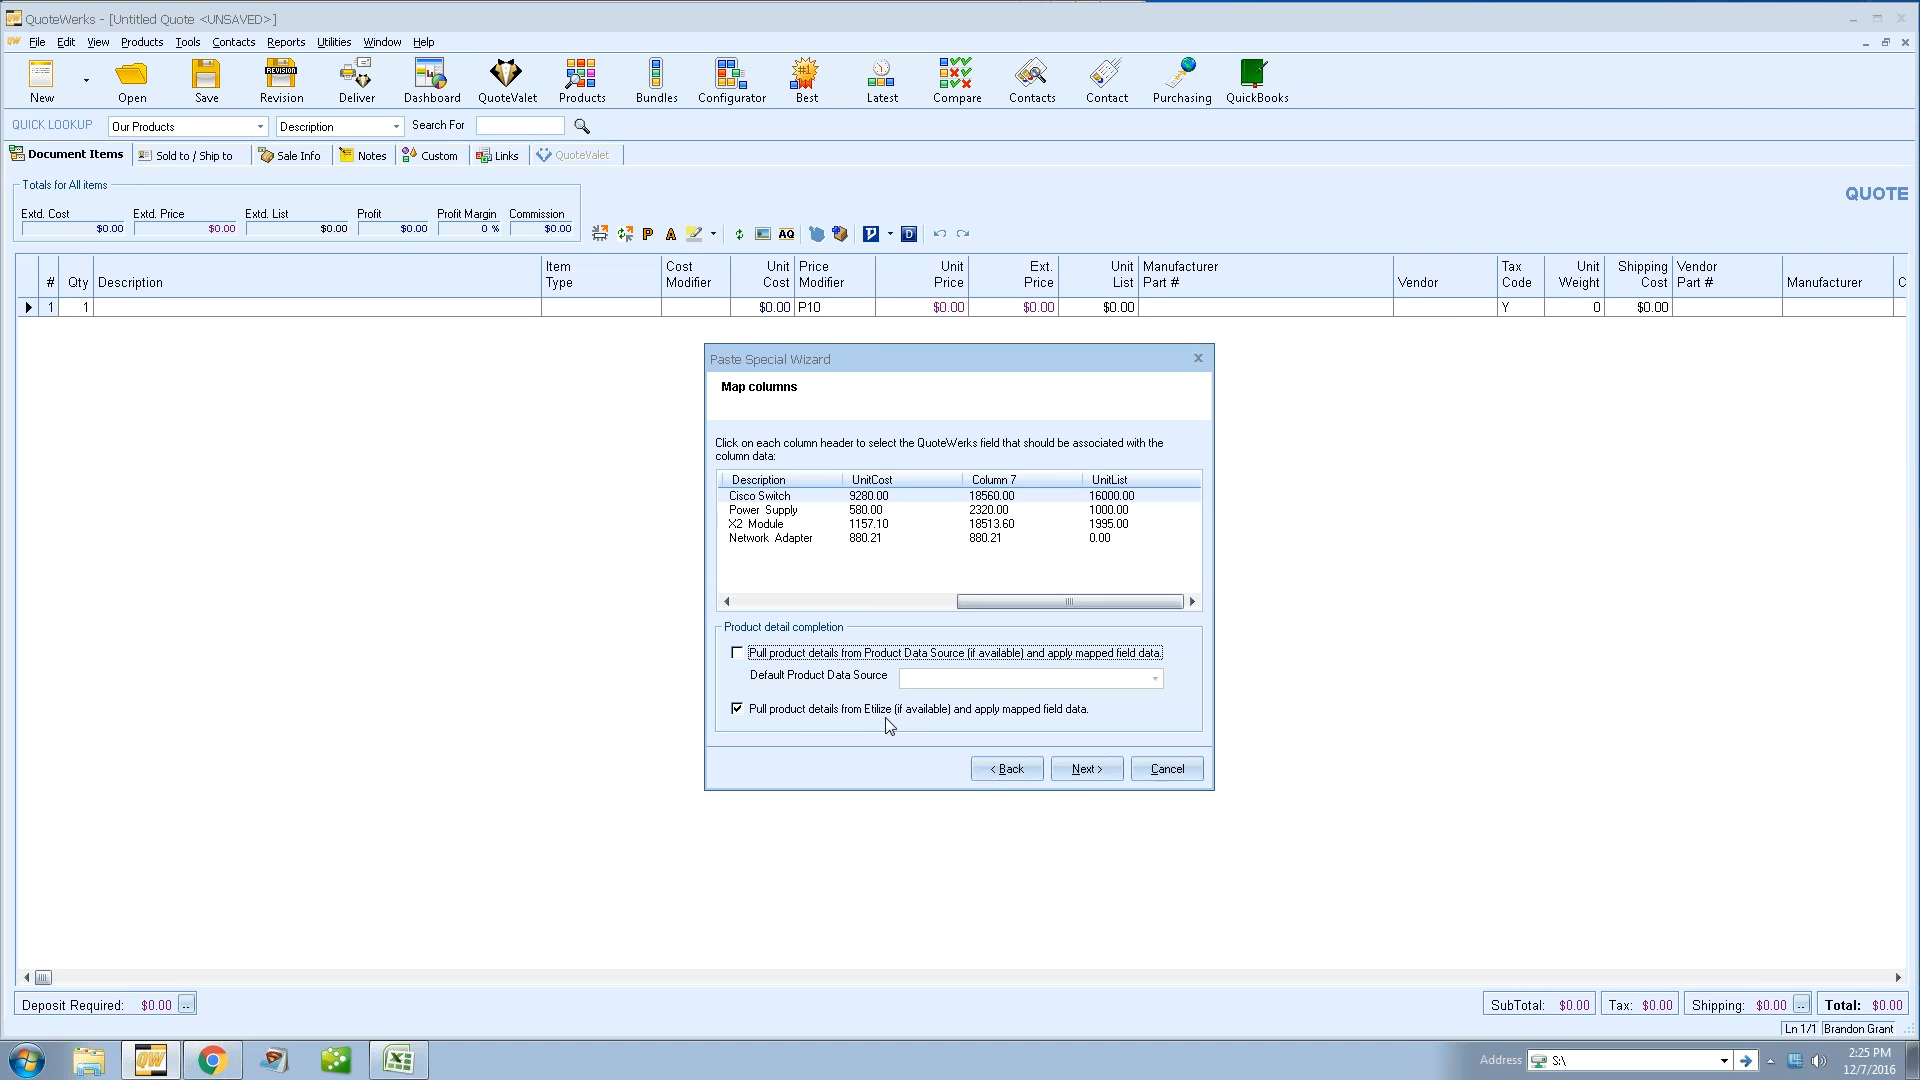 QuoteWerks - [Untitled Quote <UNSAVED>]
File Edit View Products Tools Contacts Reports Utilities Window Help
REVISION #1
New Open Save Revision Deliver Dashboard QuoteValet Products Bundles Configurator Best Latest Compare Contacts Contact Purchasing QuickBooks
QUICK LOOKUP Our Products Description Search For
Document Items Sold to / Ship to Sale Info Notes Custom Links QuoteValet
Totals for All items
QUOTE
Extd. Cost Extd. Price Extd. List Profit Profit Margin Commission
$0.00 $0.00 $0.00 $0.00 0 % $0.00
P A AQ D
# Qty Description Item Type Cost Modifier Unit Cost Price Modifier Unit Price Ext. Price Unit List Manufacturer Part # Vendor Tax Code Unit Weight Shipping Cost Vendor Part # Manufacturer C
1 1 $0.00 P10 $0.00 $0.00 $0.00 Y 0 $0.00
Paste Special Wizard
Map columns
Click on each column header to select the QuoteWerks field that should be associated with the
column data:
Description UnitCost Column 7 UnitList
Cisco Switch 9280.00 18560.00 16000.00
Power Supply 580.00 2320.00 1000.00
X2 Module 1157.10 18513.60 1995.00
Network Adapter 880.21 880.21 0.00
Product detail completion
Pull product details from Product Data Source (if available) and apply mapped field data.
Default Product Data Source
Pull product details from Etilize (if available) and apply mapped field data.
< Back Next > Cancel
Deposit Required: $0.00 .. SubTotal: $0.00 Tax: $0.00 Shipping: $0.00 .. Total: $0.00
Ln 1/1 Brandon Grant
QW Address S:\ 2:25 PM
12/7/2016